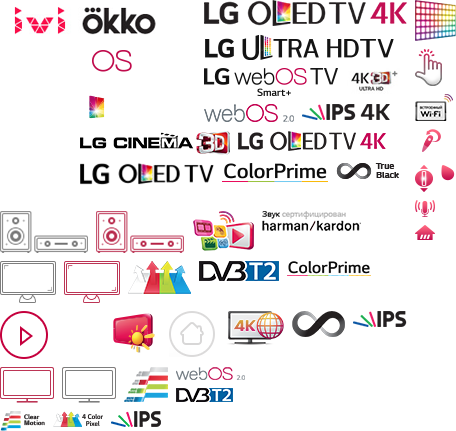 ivi ökko
LG OLED TV 4K
LG ULTRA HDTV
OS
LG webOS TV
Smart+
4K 3D+
ULTRA HD
webOS 2.0
IPS 4K
ВСТРОЕННЫЙ
Wi-Fi
LG CINEMA 3D
LG OLED TV 4K
LG OLED TV
ColorPrime
True
Black
Звук сертифицирован
harman/kardon
DVB T2
ColorPrime
4K
IPS
webOS 2.0
DVB T2
Clear
Motion
4 Color
Pixel
IPS